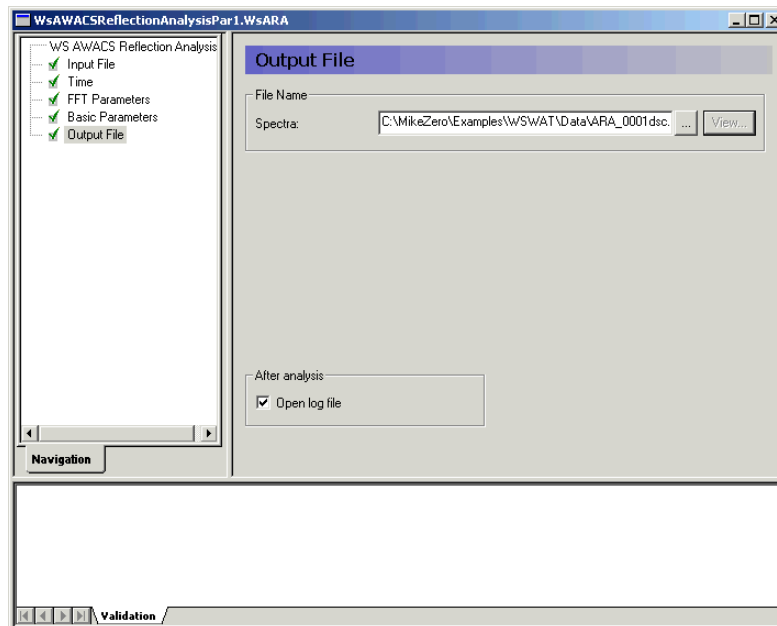 WsAWACSReflectionAnalysisPar1.WsARA
WS AWACS Reflection Analysis
Input File
Time
FFT Parameters
Basic Parameters
Output File
Navigation
Output File
File Name
Spectra:
C:\MikeZero\Examples\WSWAT\Data\ARA_0001dsc.
...
View...
After analysis
Open log file
Validation